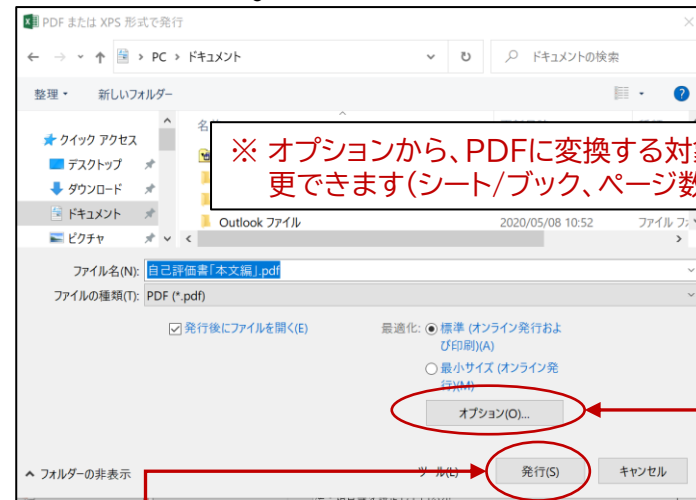 PDF または XPS 形式で発行
PC › ドキュメント
ドキュメントの検索
整理 新しいフォルダー
クイック アクセス
デスクトップ
ダウンロード
ドキュメント
ピクチャ
※ オプションから、PDFに変換する対
更できます(シート/ブック、ページ数
Outlook ファイル 2020/05/08 10:52 ファイル フ
ファイル名(N): 自己評価書「本文編」.pdf
ファイルの種類(T): PDF (*.pdf)
発行後にファイルを開く(E)
最適化: 標準 (オンライン発行およ
び印刷)(A)
最小サイズ (オンライン発
行)(M)
オプション(O)...
フォルダーの非表示
ツール(L) 発行(S) キャンセル